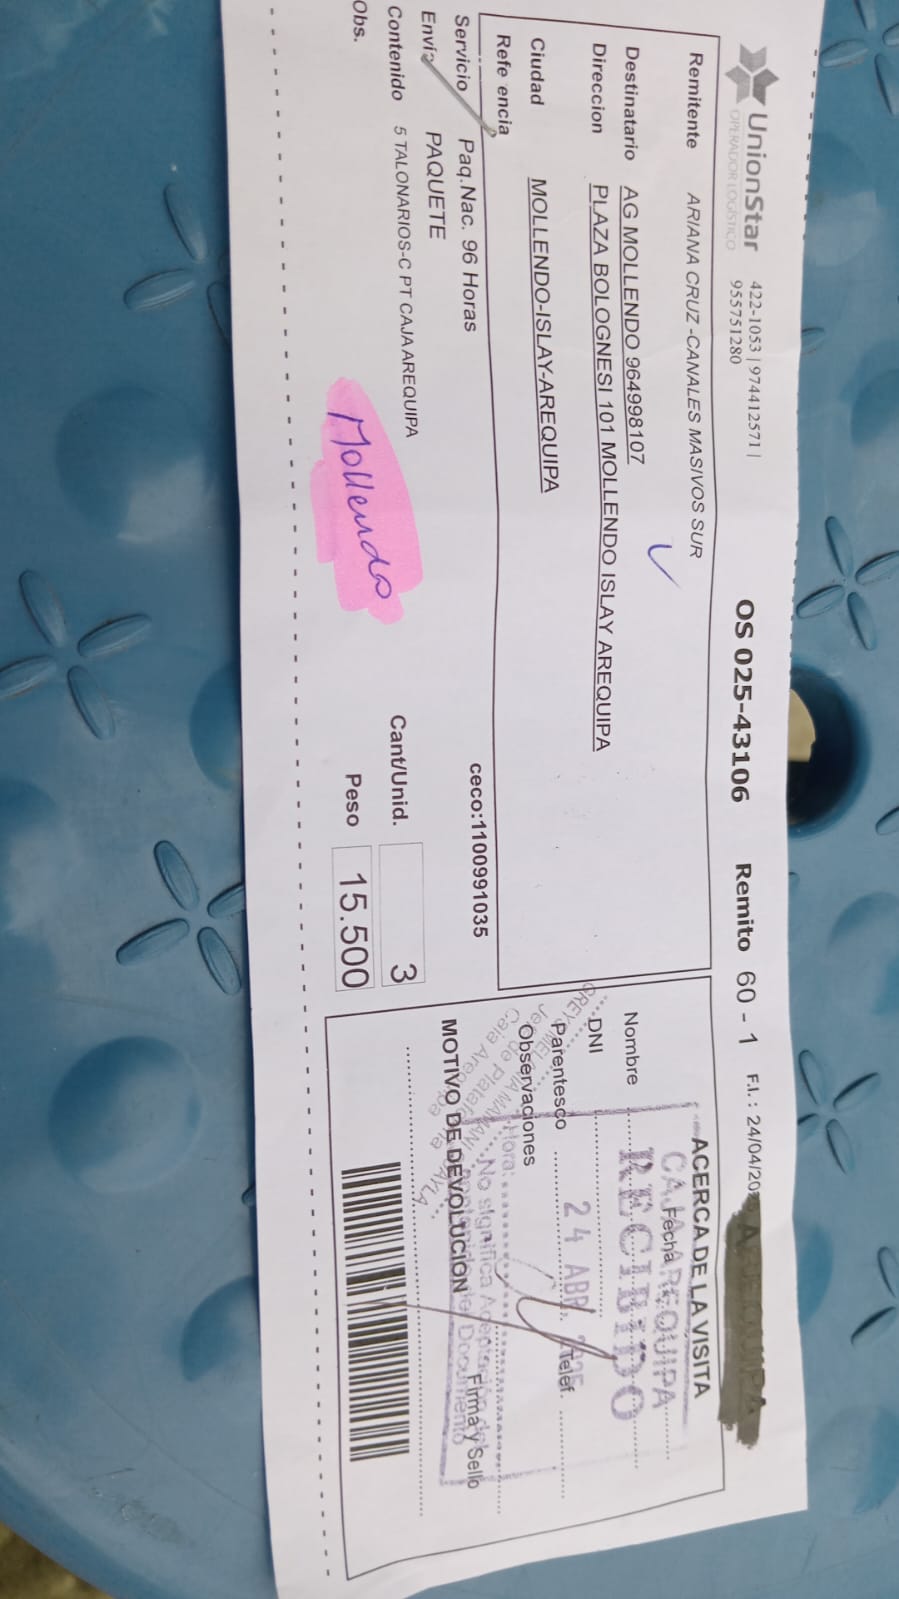 UnionStar
OPERADOR LOGÍSTICO
422-1053 | 974412571 |
955751280
OS 025-43106
Remito 60 - 1
F.I.: 24/04/20
Remitente ARIANA CRUZ -CANALES MASIVOS SUR
Destinatario AG MOLLENDO 964998107
Direccion PLAZA BOLOGNESI 101 MOLLENDO ISLAY AREQUIPA
Ciudad MOLLENDO-ISLAY-AREQUIPA
Refe encia
Servicio Paq.Nac. 96 Horas
ceco:1100991035
Envío PAQUETE
Contenido 5 TALONARIOS-C PT CAJA AREQUIPA
Cant/Unid. 3
Obs.
Mollendo
Peso 15.500
ACERCA DE LA VISITA
Fecha
Nombre
DNI
Parentesco
Telef.
Observaciones
MOTIVO DE DEVOLUCION
Firma y Sello
CAJA AREQUIPA
RECIBIDO
24 ABR. 2025
Hora:
No significa Aceptación del
Contenido del Documento